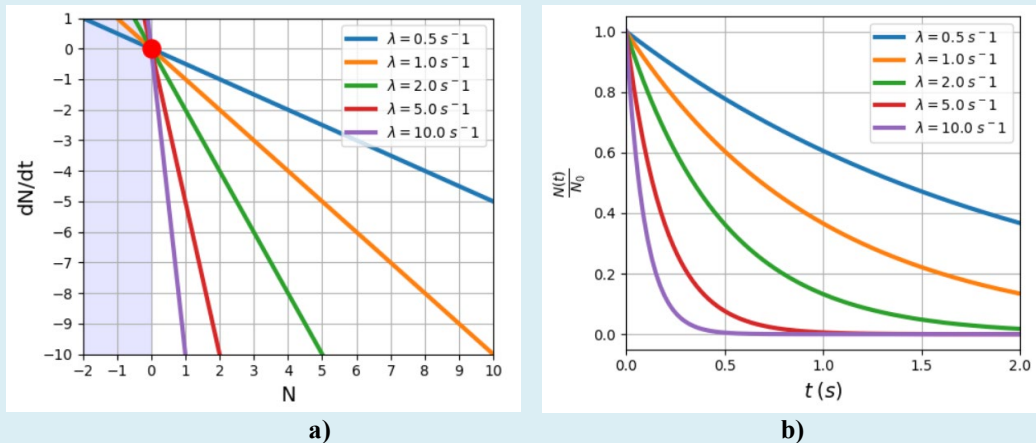 1
0
−1
−2
−3
−4
−5
−6
−7
−8
−9
−10
dN/dt
−2 −1 0 1 2 3 4 5 6 7 8 9 10
N
λ = 0.5 s⁻1
λ = 1.0 s⁻1
λ = 2.0 s⁻1
λ = 5.0 s⁻1
λ = 10.0 s⁻1
a)
1.0
0.8
0.6
0.4
0.2
0.0
N(t)
N₀
0.0 0.5 1.0 1.5 2.0
t (s)
λ = 0.5 s⁻1
λ = 1.0 s⁻1
λ = 2.0 s⁻1
λ = 5.0 s⁻1
λ = 10.0 s⁻1
b)